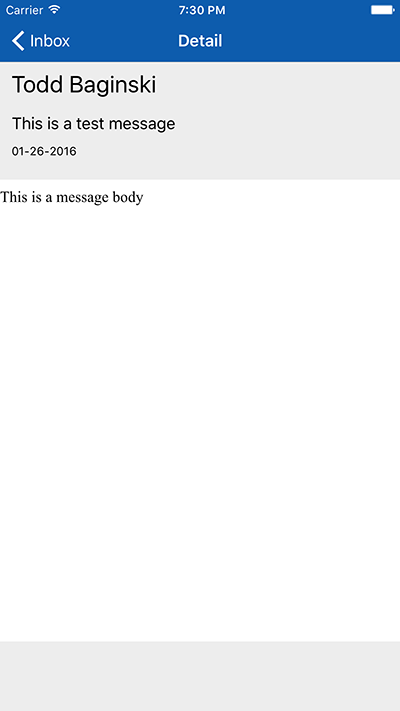 Carrier 7:30 PM
Inbox Detail
Todd Baginski
This is a test message
01-26-2016
This is a message body